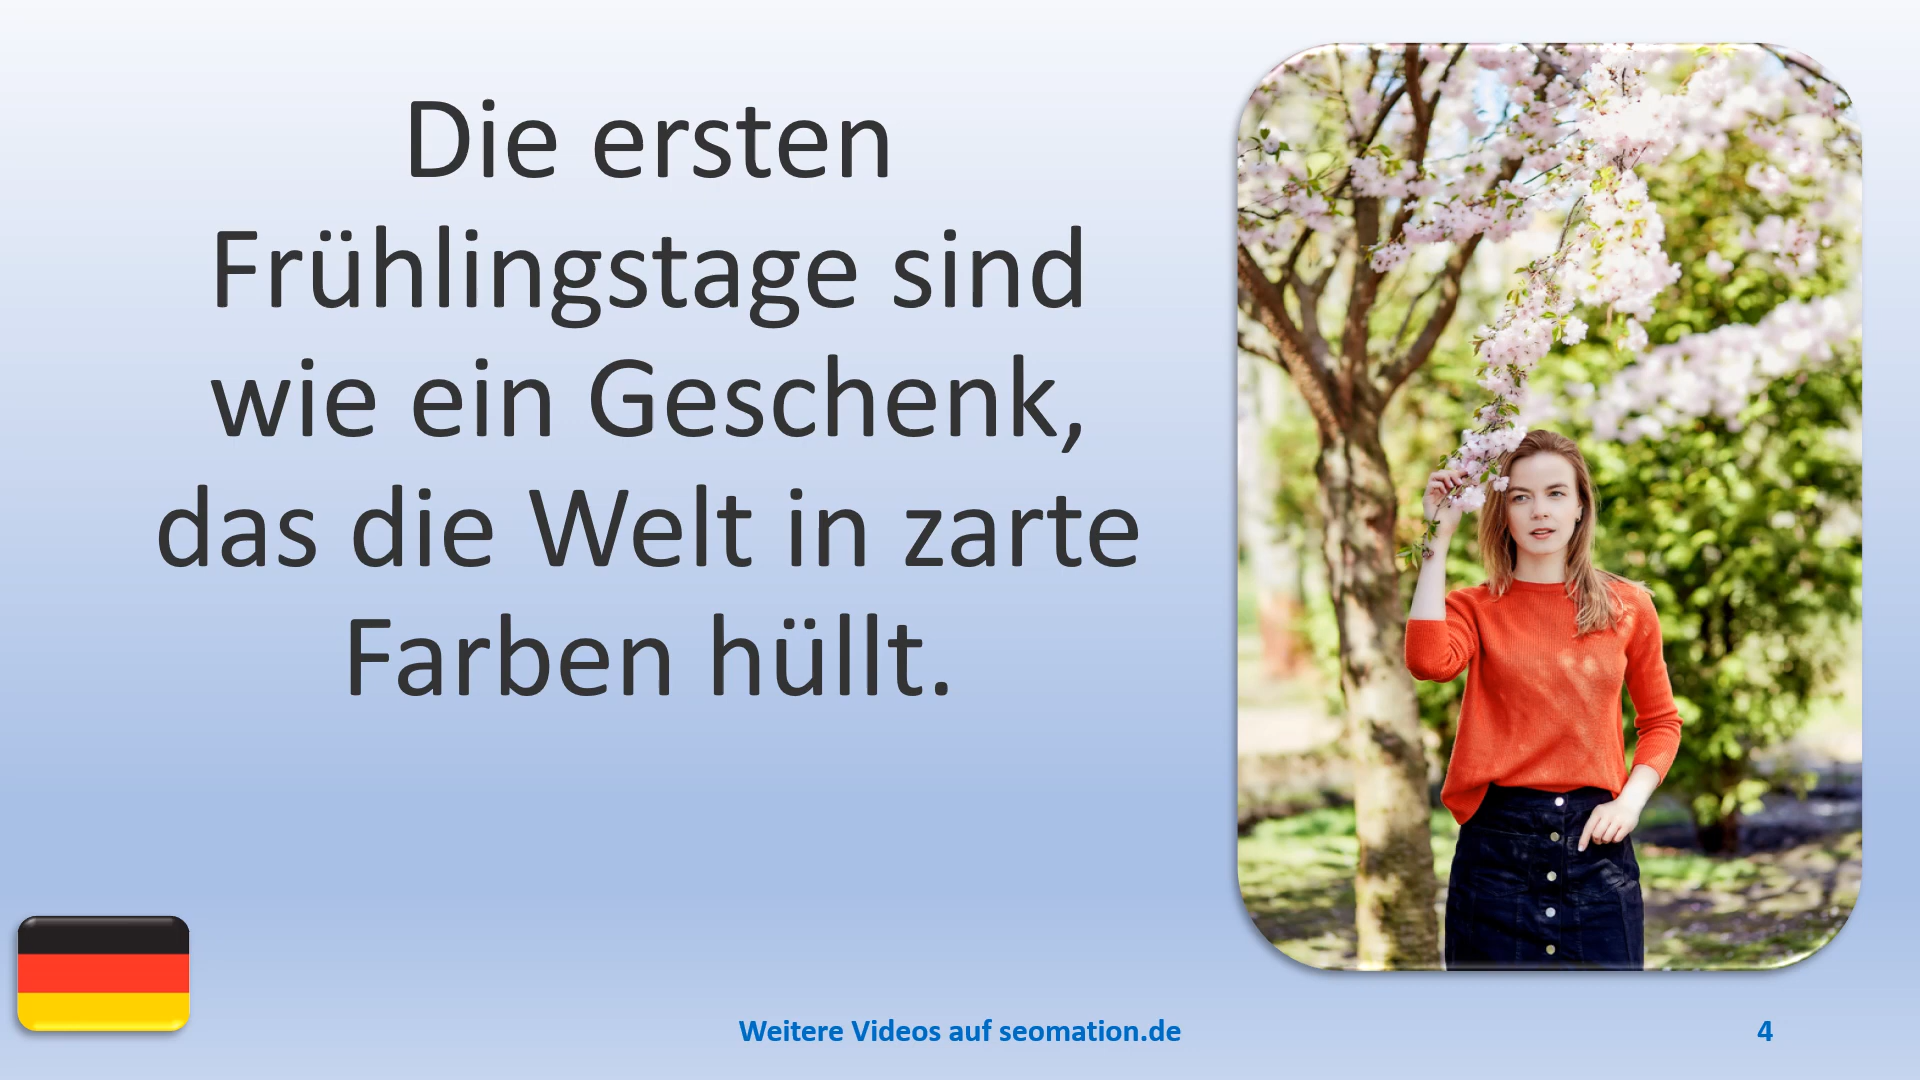 Die ersten
Frühlingstage sind
wie ein Geschenk,
das die Welt in zarte
Farben hüllt.
Weitere Videos auf seomation.de
4